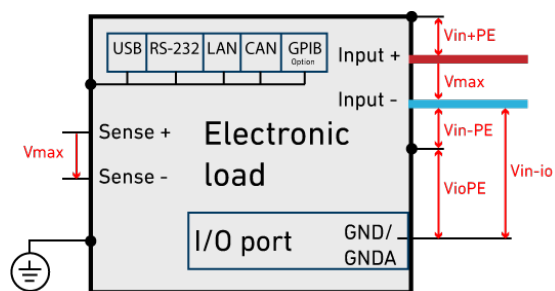 USB RS-232 LAN CAN GPIB
Option
Vin+PE
Input +
Vmax
Input -
Sense +
Vin-PE
Vmax
Electronic
load
Sense -
VioPE
Vin-io
I/O port
GND/
GNDA